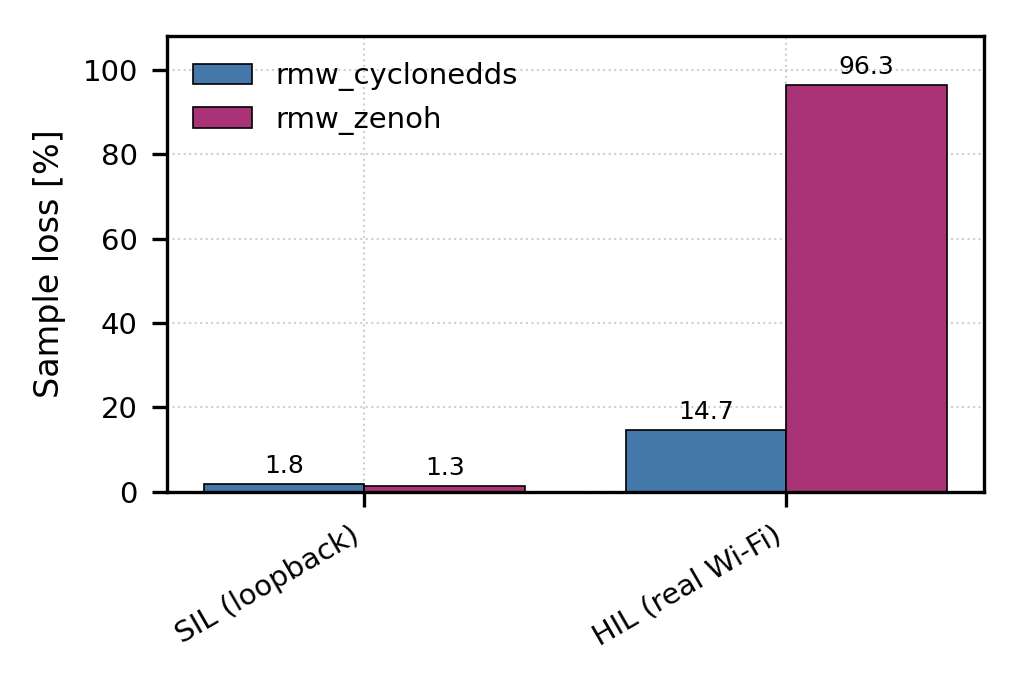 rmw_cyclonedds
rmw_zenoh
Sample loss [%]
100
80
60
40
20
0
1.8
1.3
14.7
96.3
SIL (loopback)
HIL (real Wi-Fi)